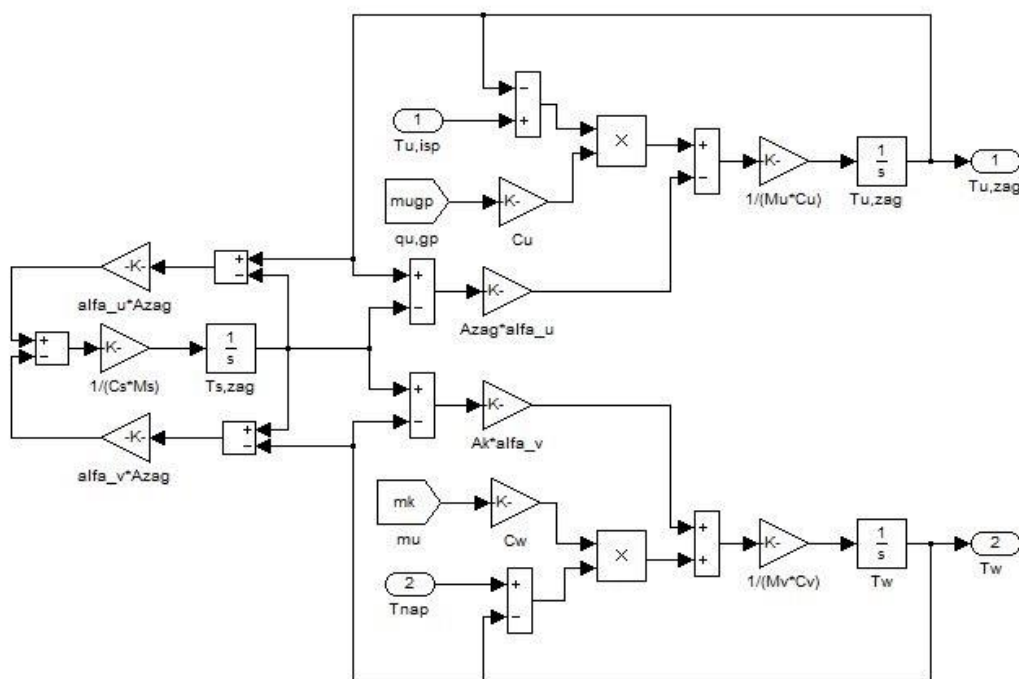 −
+
1
Tu,isp
×
+
−
K-
1/(Mu*Cu)
1
s
Tu,zag
1
Tu,zag
mugp
qu,gp
K-
Cu
-K-
alfa_u*Azag
+
−
+
−
K-
Azag*alfa_u
+
−
K-
1/(Cs*Ms)
1
s
Ts,zag
-K-
alfa_v*Azag
+
−
+
−
K-
Ak*alfa_v
mk
mu
K-
Cw
×
+
+
K-
1/(Mv*Cv)
1
s
Tw
2
Tw
2
Tnap
+
−